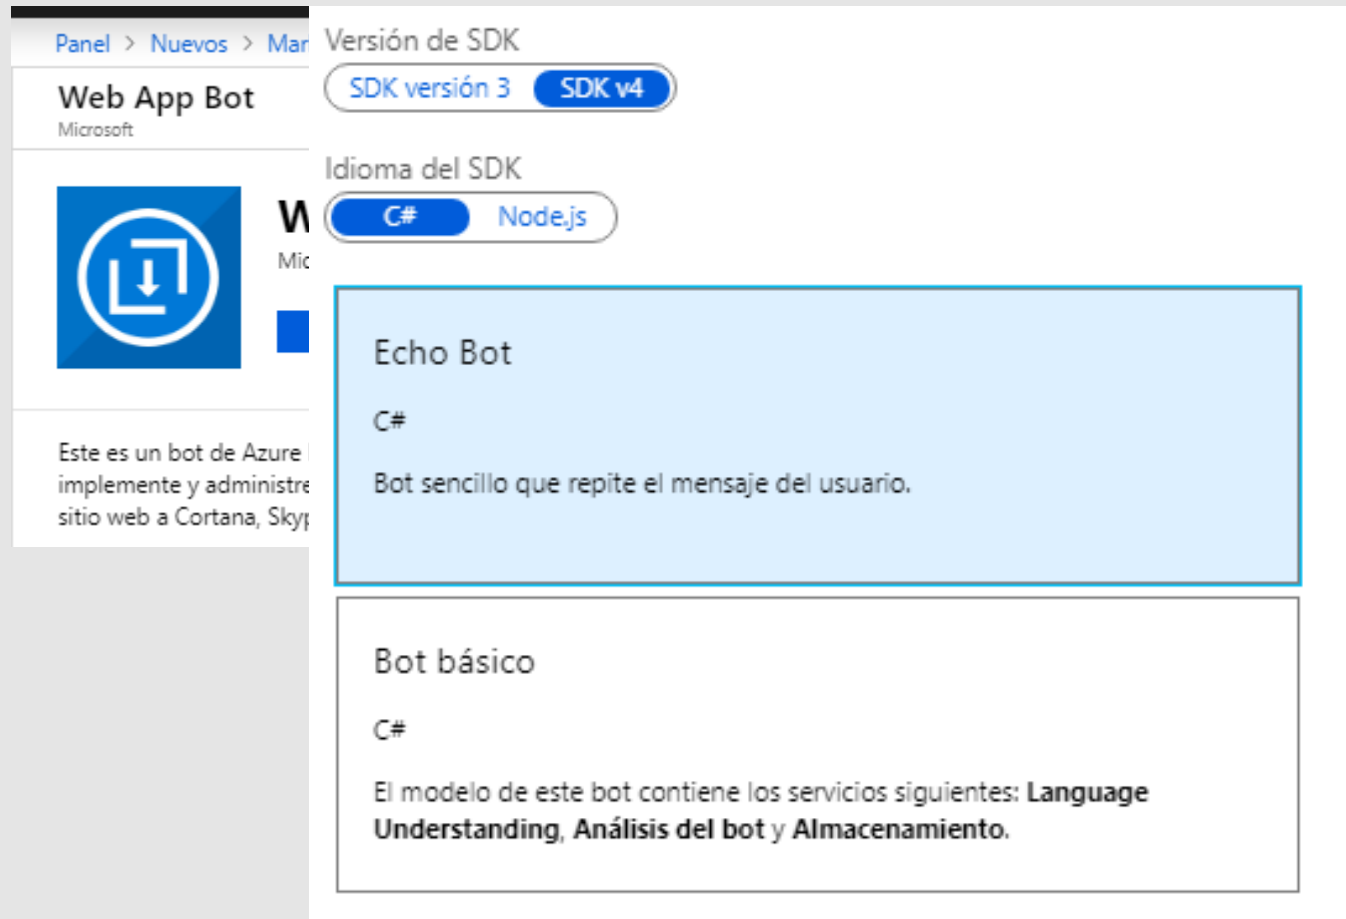 Panel > Nuevos > Mar
Web App Bot
Microsoft
W
Mic
Este es un bot de Azure
implemente y administre
sitio web a Cortana, Skyp
Versión de SDK
SDK versión 3 SDK v4
Idioma del SDK
C# Node.js
Echo Bot
C#
Bot sencillo que repite el mensaje del usuario.
Bot básico
C#
El modelo de este bot contiene los servicios siguientes: Language
Understanding, Análisis del bot y Almacenamiento.